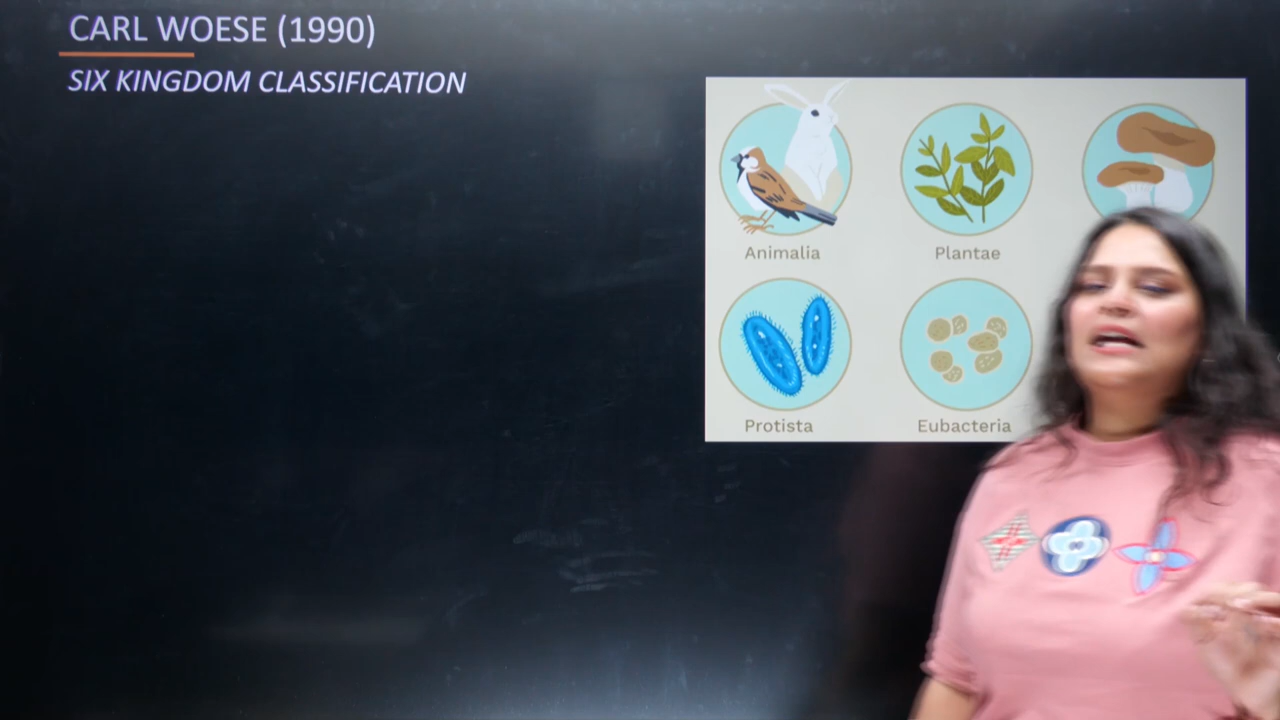 CARL WOESE (1990)
SIX KINGDOM CLASSIFICATION
Animalia
Plantae
Protista
Eubacteria